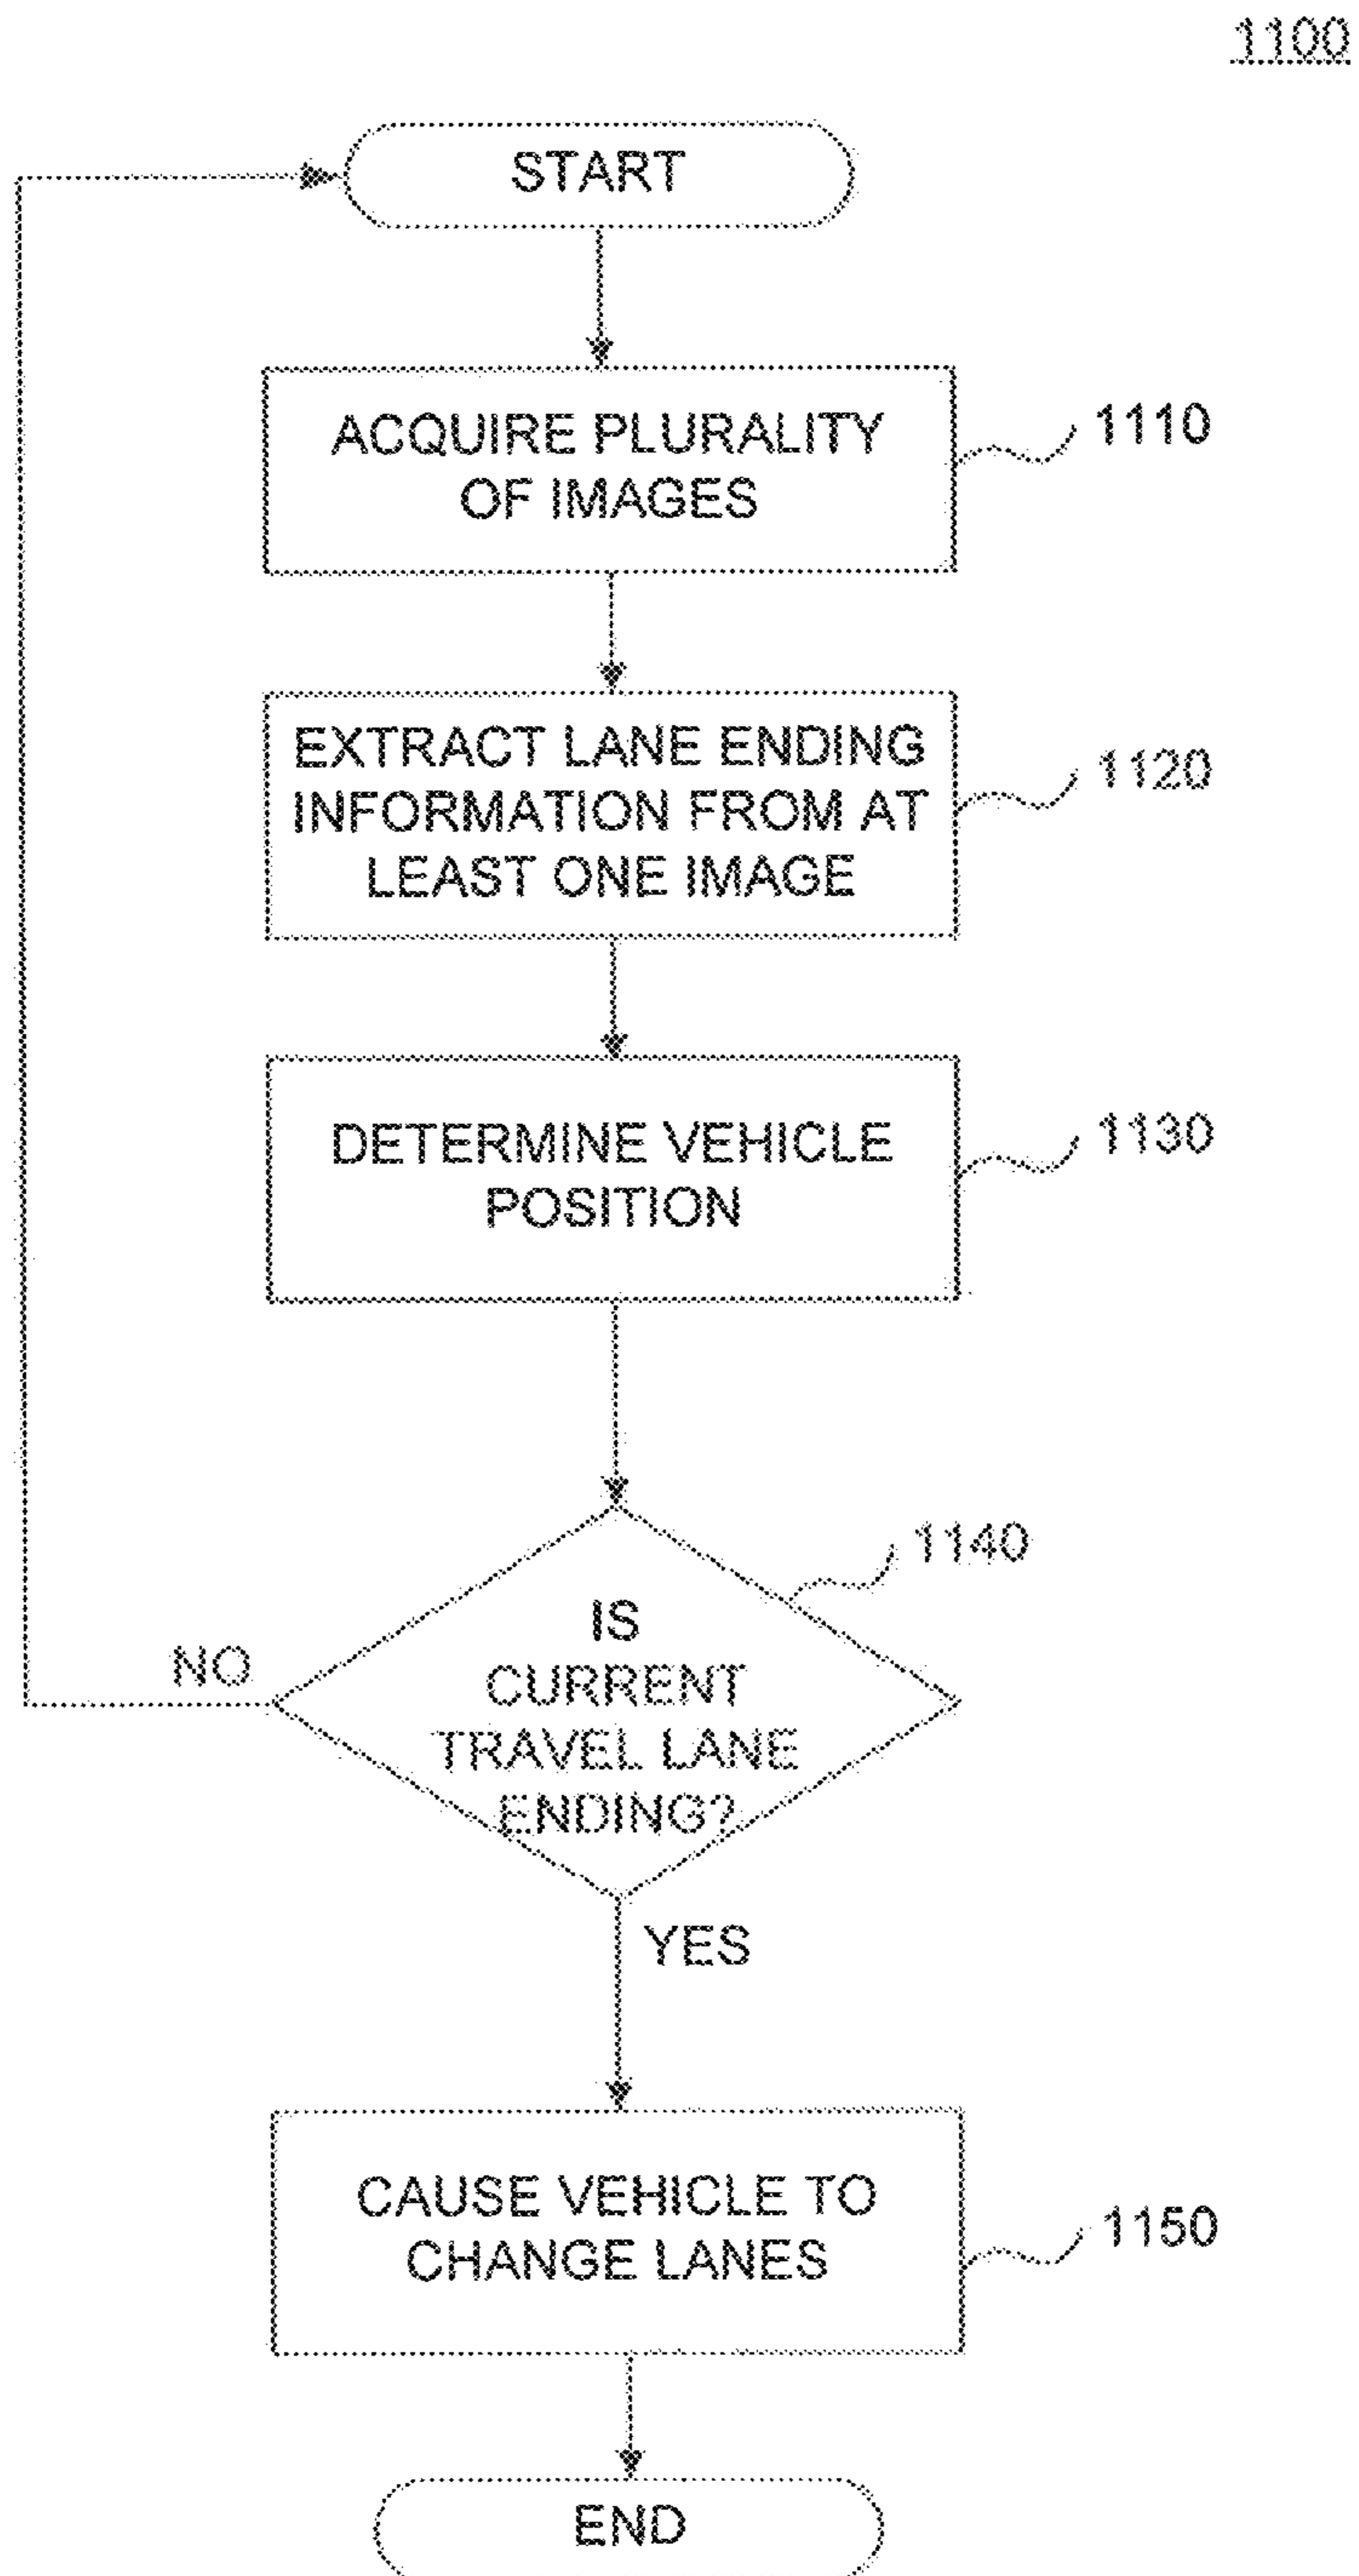 1100
START
ACQUIRE PLURALITY
OF IMAGES
1110
EXTRACT LANE ENDING
INFORMATION FROM AT
LEAST ONE IMAGE
1120
DETERMINE VEHICLE
POSITION
1130
1140
IS
CURRENT
TRAVEL LANE
ENDING?
NO
YES
CAUSE VEHICLE TO
CHANGE LANES
1150
END